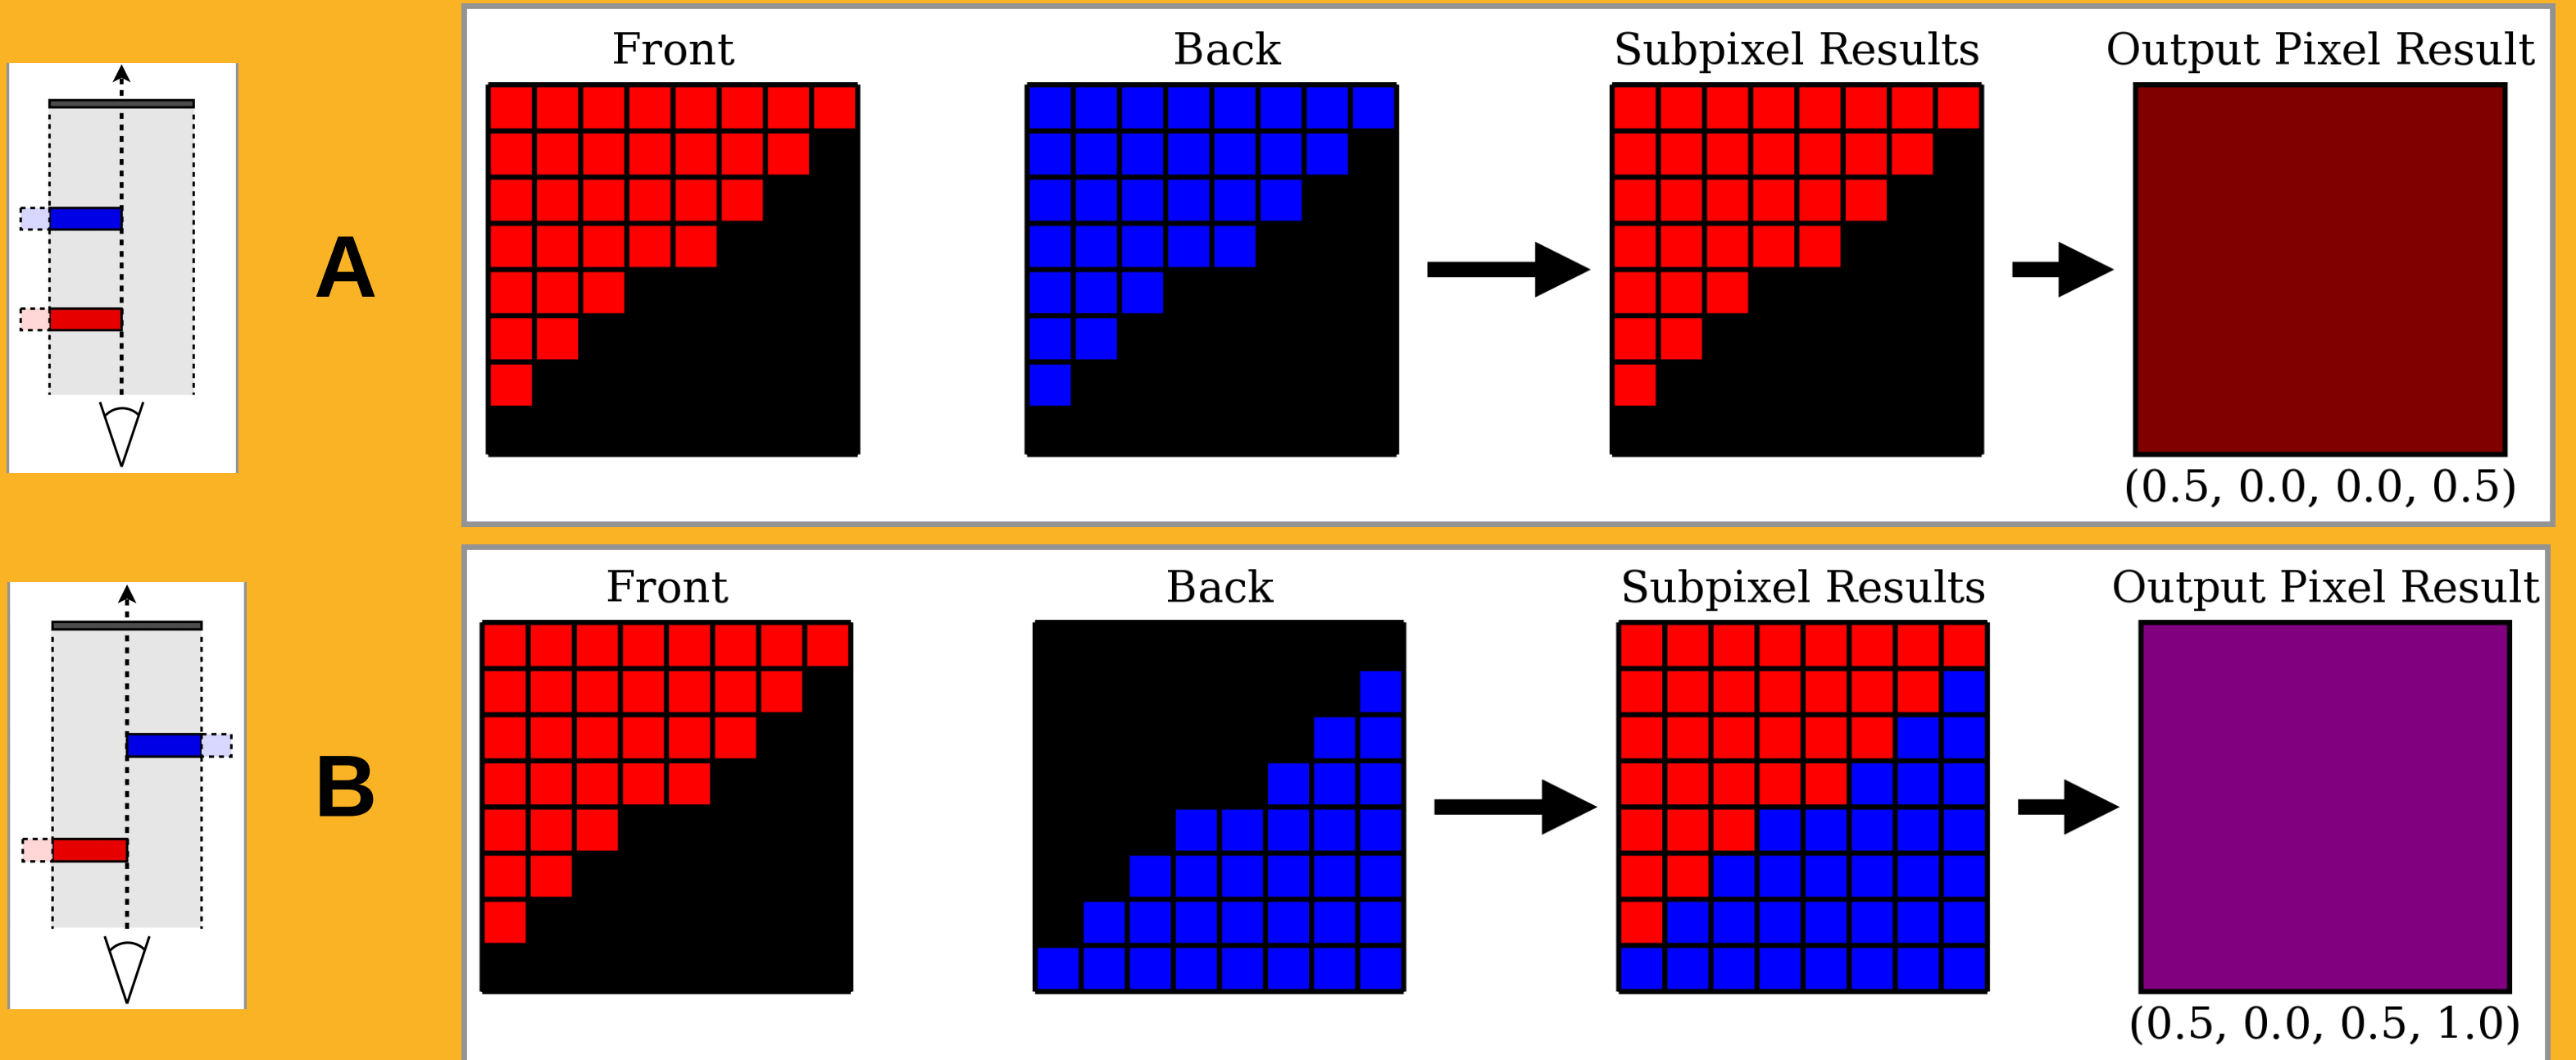 Front Back Subpixel Results Output Pixel Result
A
(0.5, 0.0, 0.0, 0.5)
Front Back Subpixel Results Output Pixel Result
B
(0.5, 0.0, 0.5, 1.0)